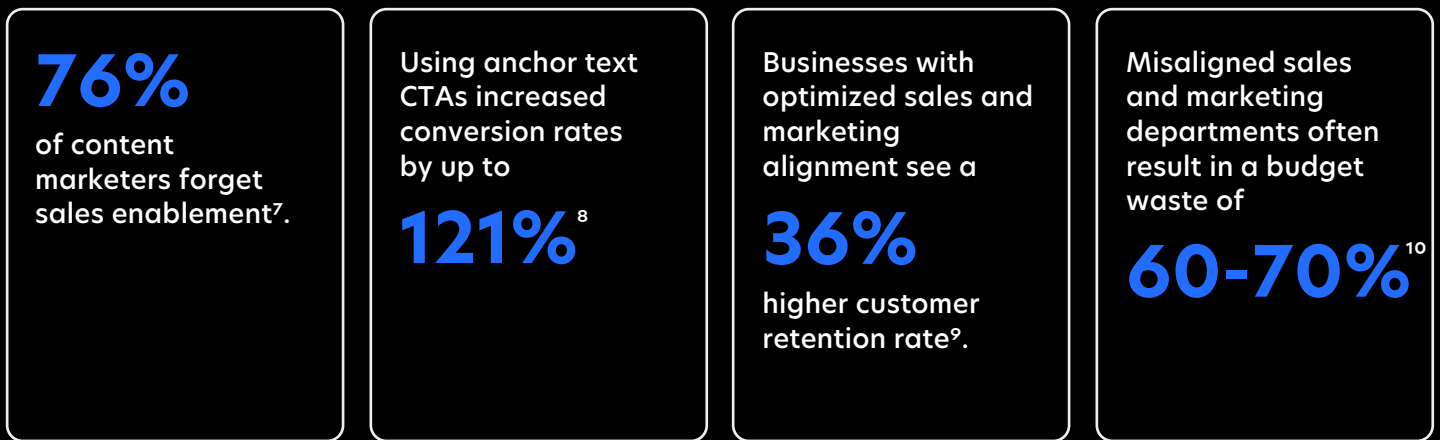 76%
of content
marketers forget
sales enablement⁷.
Using anchor text
CTAs increased
conversion rates
by up to
121%⁸
Businesses with
optimized sales and
marketing
alignment see a
36%
higher customer
retention rate⁹.
Misaligned sales
and marketing
departments often
result in a budget
waste of
60-70%¹⁰